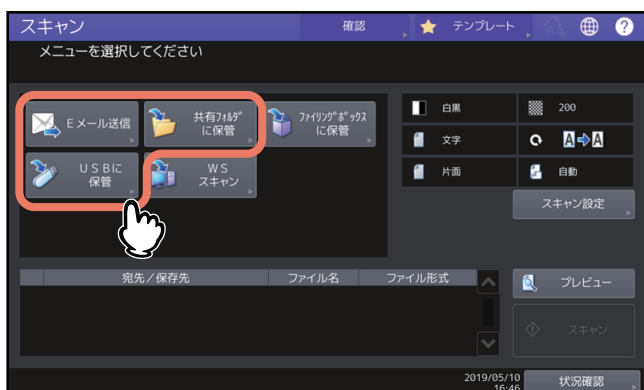 スキャン
確認
テンプレート
?
メニューを選択してください
Eメール送信
共有ﾌｫﾙﾀﾞ
に保管
ﾌｧｲﾘﾝｸﾞﾎﾞｯｸｽ
に保管
USBに
保管
WS
スキャン
白黒
200
文字
A A
片面
自動
スキャン設定
宛先/保存先
ファイル名
ファイル形式
プレビュー
スキャン
2019/05/10
16:46
状況確認